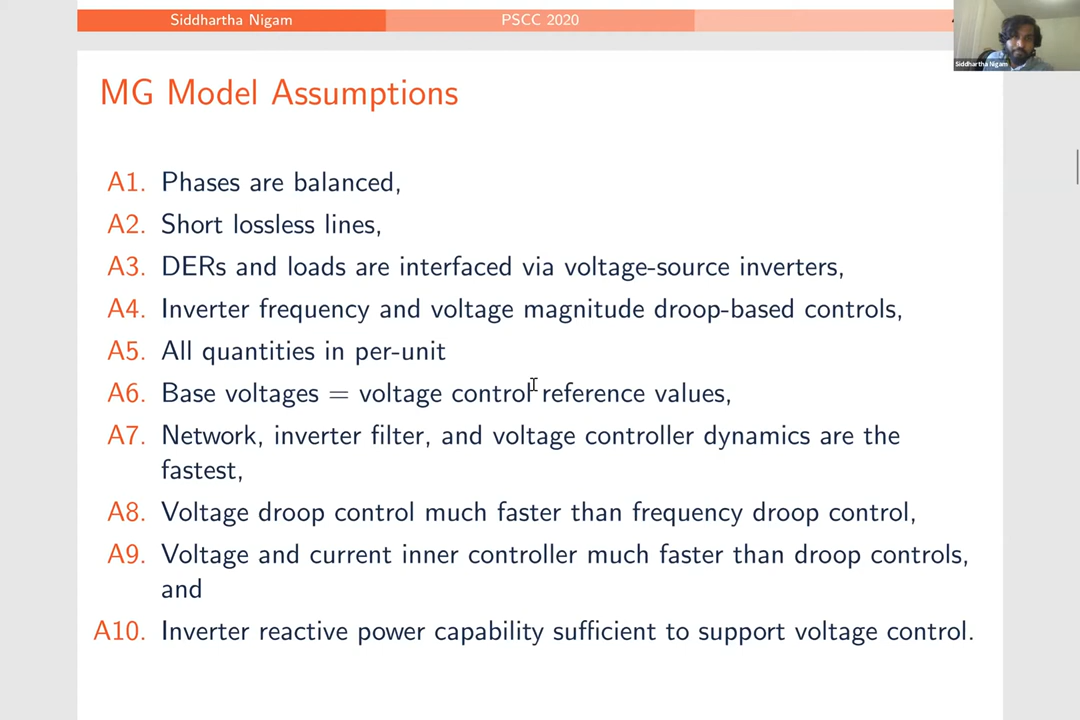 Siddhartha Nigam
PSCC 2020
Siddhartha Nigam
MG Model Assumptions
A1. Phases are balanced,
A2. Short lossless lines,
A3. DERs and loads are interfaced via voltage-source inverters,
A4. Inverter frequency and voltage magnitude droop-based controls,
A5. All quantities in per-unit
A6. Base voltages = voltage control reference values,
A7. Network, inverter filter, and voltage controller dynamics are the
fastest,
A8. Voltage droop control much faster than frequency droop control,
A9. Voltage and current inner controller much faster than droop controls,
and
A10. Inverter reactive power capability sufficient to support voltage control.